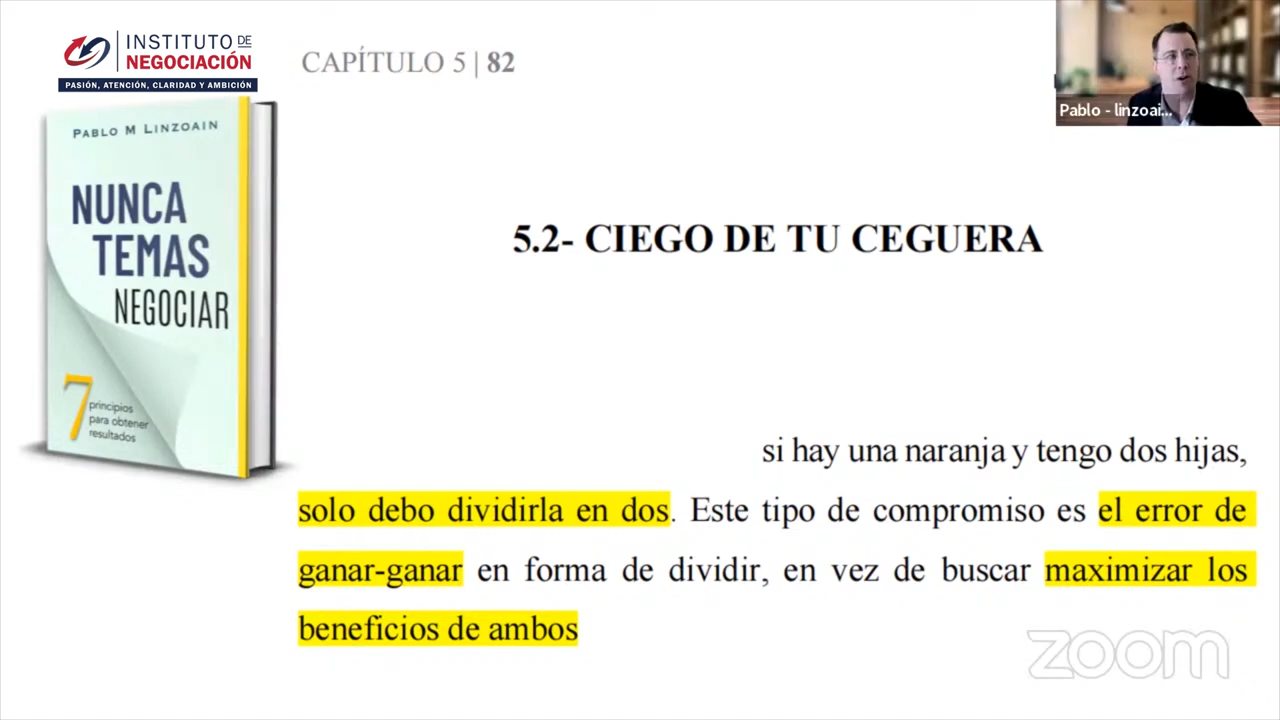 INSTITUTO DE
NEGOCIACIÓN
PASIÓN, ATENCIÓN, CLARIDAD Y AMBICIÓN
CAPÍTULO 5 | 82
Pablo - linzoai...
PABLO M LINZOAIN
NUNCA
TEMAS
NEGOCIAR
7 principios
para obtener
resultados
5.2- CIEGO DE TU CEGUERA
si hay una naranja y tengo dos hijas,
solo debo dividirla en dos. Este tipo de compromiso es el error de
ganar-ganar en forma de dividir, en vez de buscar maximizar los
beneficios de ambos
zoom